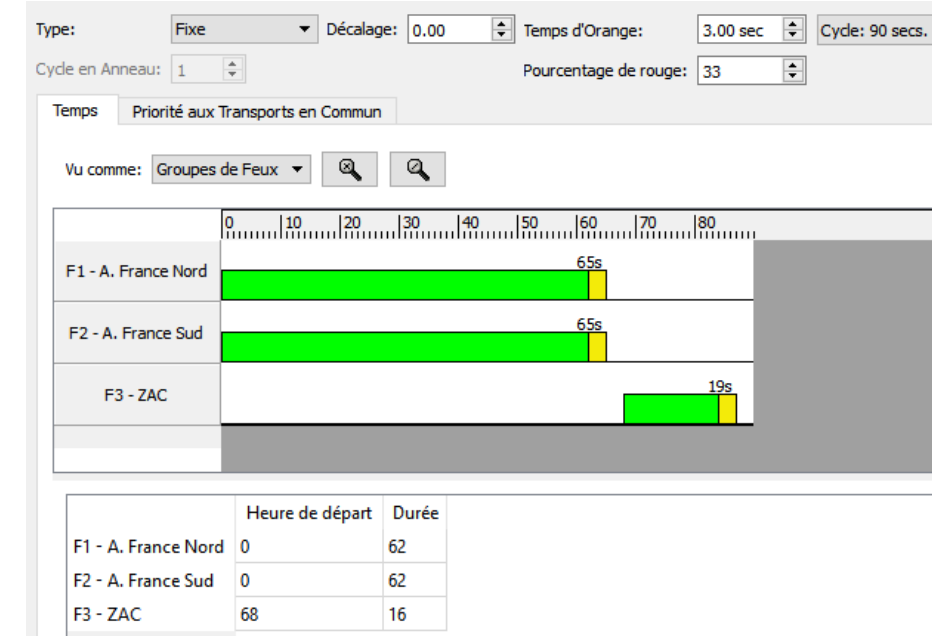 Type: Fixe Décalage: 0.00 Temps d'Orange: 3.00 sec Cycle: 90 secs.
Cycle en Anneau: 1 Pourcentage de rouge: 33
Temps Priorité aux Transports en Commun
Vu comme: Groupes de Feux
0 10 20 30 40 50 60 70 80
65s
F1 - A. France Nord
65s
F2 - A. France Sud
19s
F3 - ZAC
Heure de départ Durée
F1 - A. France Nord 0 62
F2 - A. France Sud 0 62
F3 - ZAC 68 16